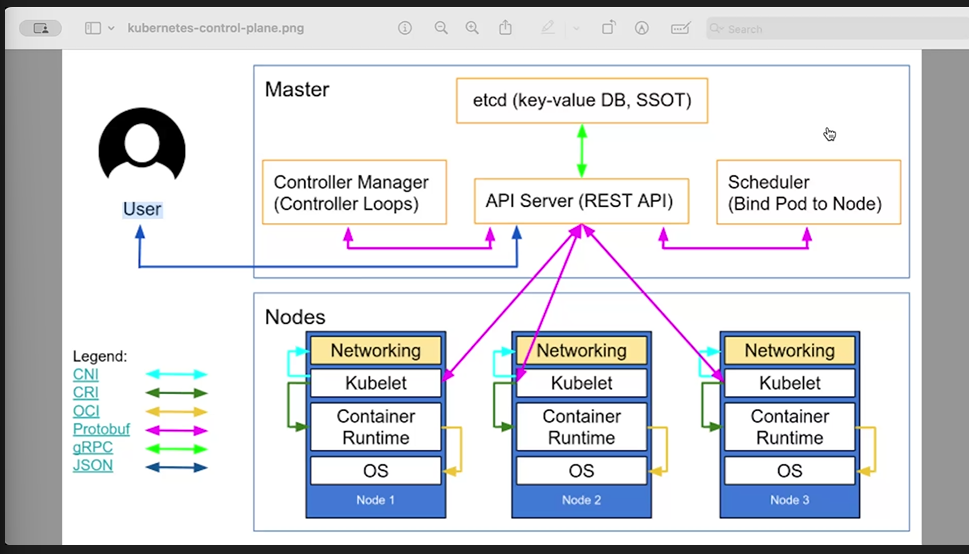 kubernetes-control-plane.png
Search
Master
etcd (key-value DB, SSOT)
Controller Manager
(Controller Loops)
API Server (REST API)
Scheduler
(Bind Pod to Node)
User
Nodes
Networking
Kubelet
Container
Runtime
OS
Node 1
Networking
Kubelet
Container
Runtime
OS
Node 2
Networking
Kubelet
Container
Runtime
OS
Node 3
Legend:
CNI
CRI
OCI
Protobuf
gRPC
JSON